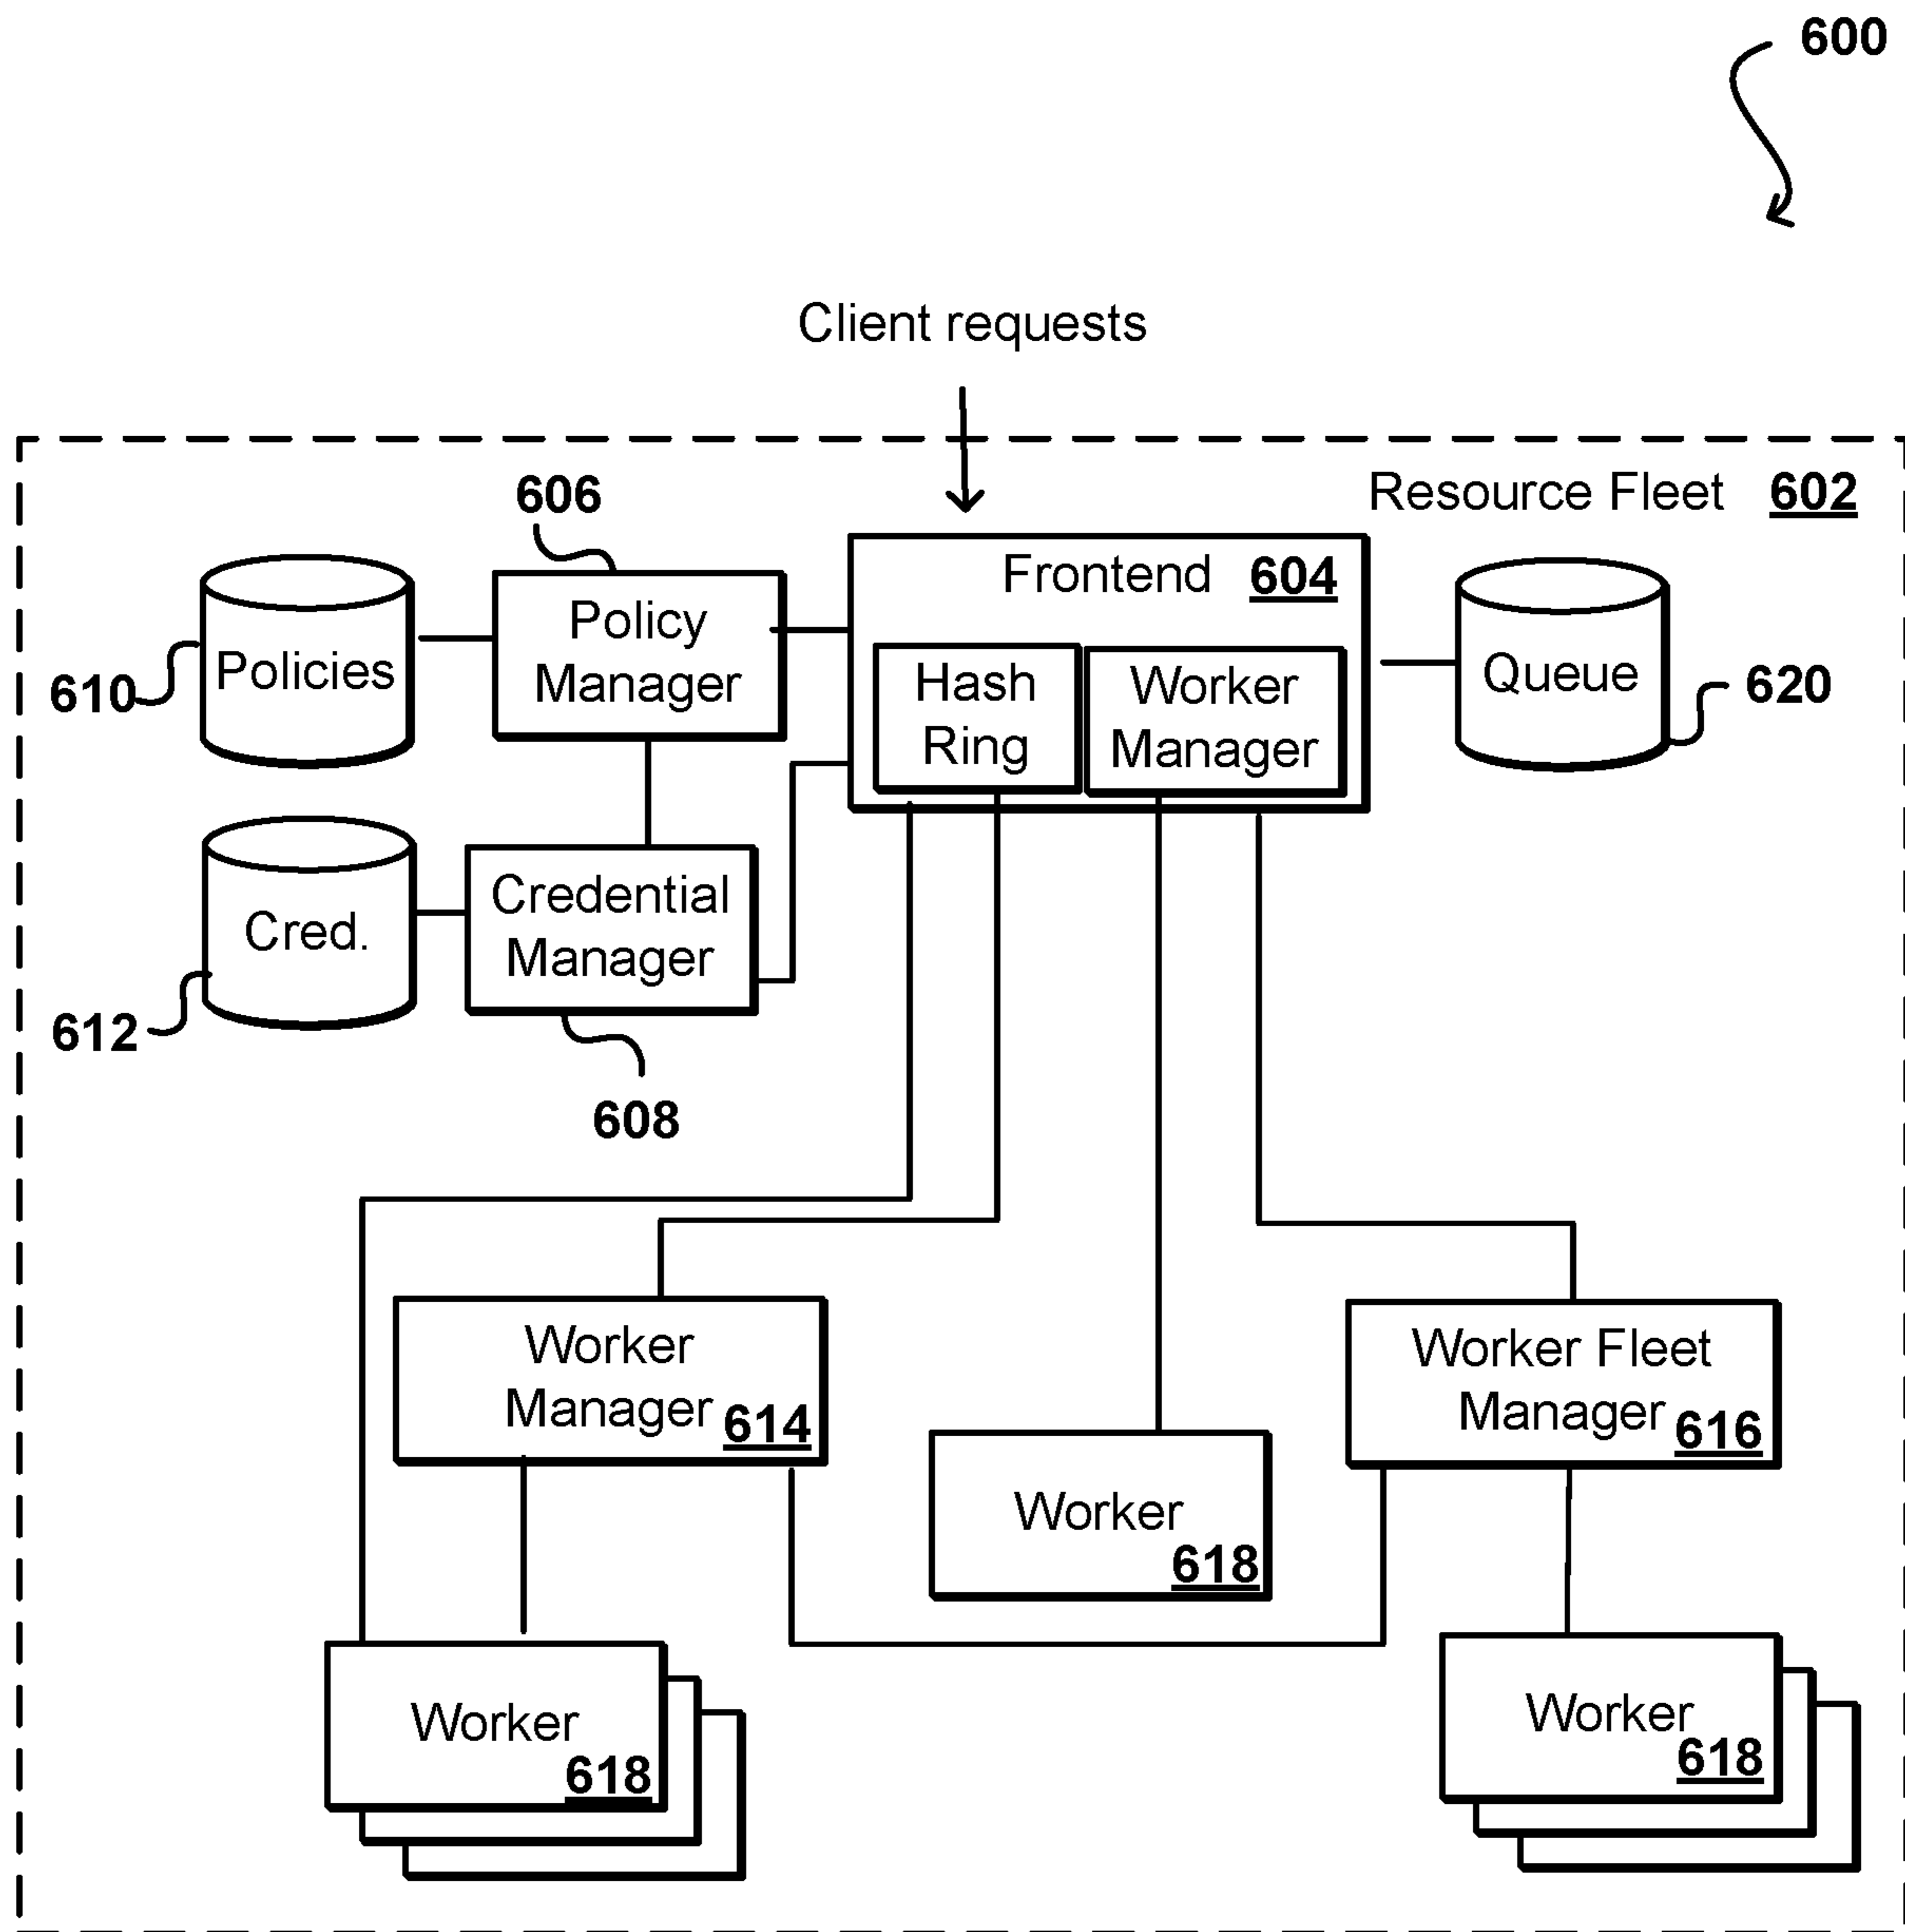 600
Client requests
Resource Fleet 602
606
Frontend 604
Policy
Manager
Policies
610
Hash
Ring
Worker
Manager
Queue
620
Credential
Manager
Cred.
612
608
Worker
Manager 614
Worker Fleet
Manager 616
Worker
618
Worker
618
Worker
618